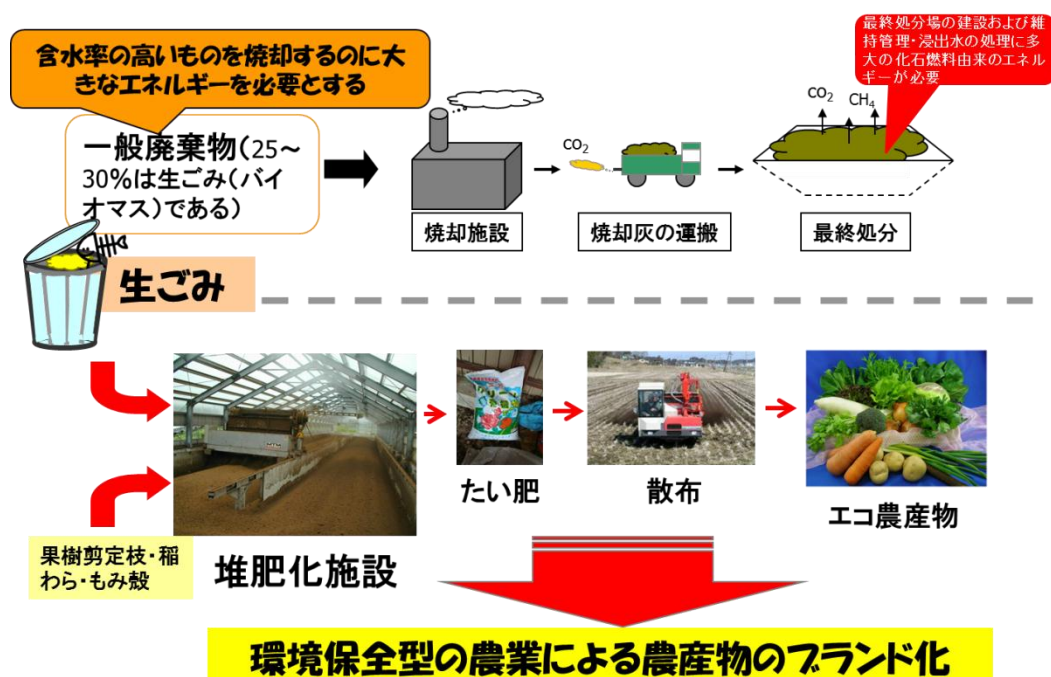 含水率の高いものを焼却するのに大
きなエネルギーを必要とする
最終処分場の建設および維
持管理・浸出水の処理に多
大の化石燃料由来のエネル
ギーが必要
一般廃棄物(25～
30%は生ごみ(バイ
オマス)である)
CO2
CO2
CH4
焼却施設
焼却灰の運搬
最終処分
生ごみ
たい肥
散布
エコ農産物
果樹剪定枝・稲
わら・もみ殻
堆肥化施設
環境保全型の農業による農産物のブランド化